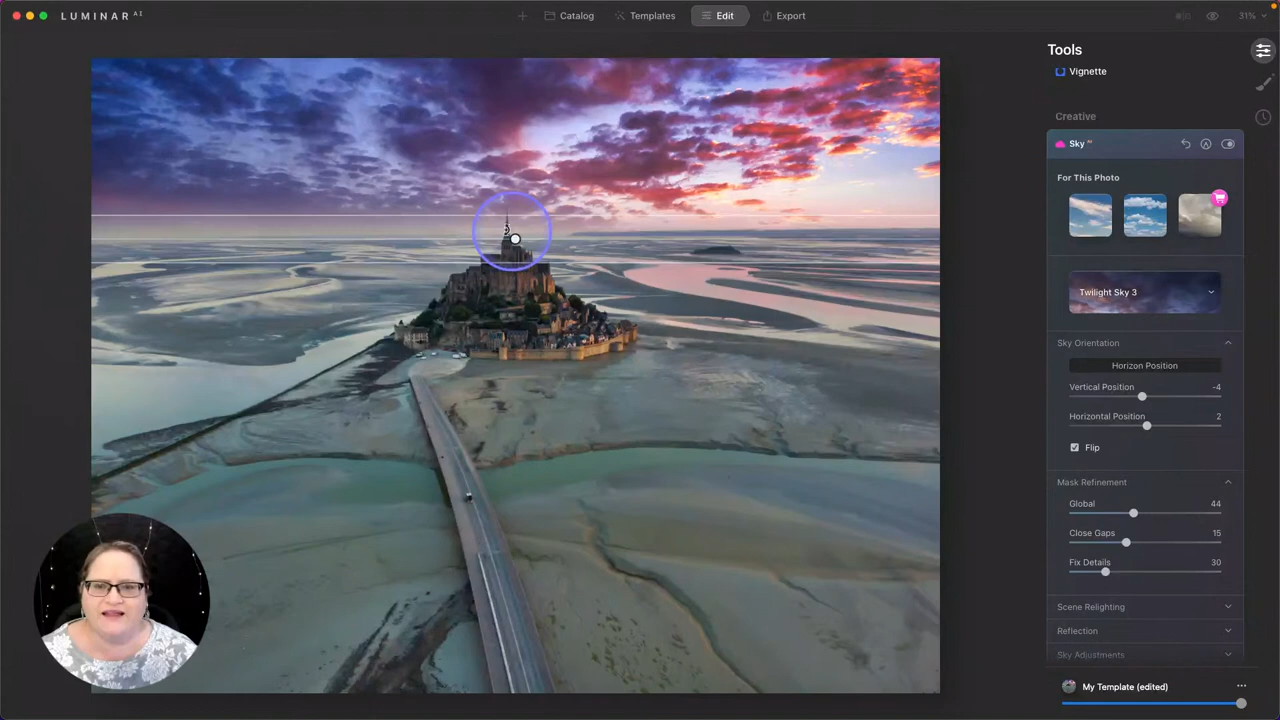 LUMINAR AI
Catalog
Templates
Edit
Export
31%
Tools
Vignette
Creative
Sky AI
For This Photo
Twilight Sky 3
Sky Orientation
Horizon Position
Vertical Position -4
Horizontal Position 2
Flip
Mask Refinement
Global 44
Close Gaps 15
Fix Details 30
Scene Relighting
Reflection
Sky Adjustments
My Template (edited)